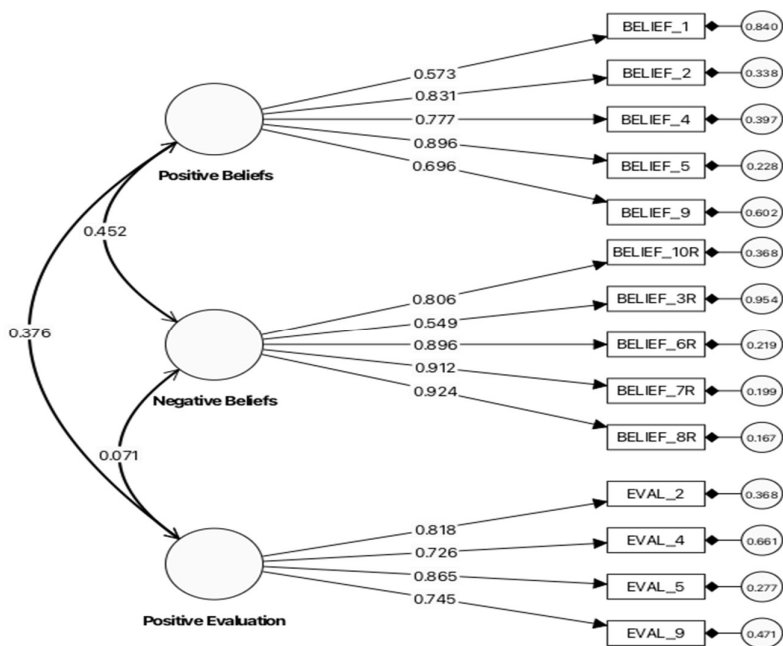 BELIEF_1 0.840
0.573
BELIEF_2 0.338
0.831
0.777
BELIEF_4 0.397
0.896
BELIEF_5 0.228
0.696
Positive Beliefs
BELIEF_9 0.602
0.452
BELIEF_10R 0.368
0.806
BELIEF_3R 0.954
0.549
0.376
0.896
BELIEF_6R 0.219
0.912
BELIEF_7R 0.199
0.924
Negative Beliefs
BELIEF_8R 0.167
0.071
EVAL_2 0.368
0.818
EVAL_4 0.661
0.726
0.865
EVAL_5 0.277
0.745
Positive Evaluation
EVAL_9 0.471